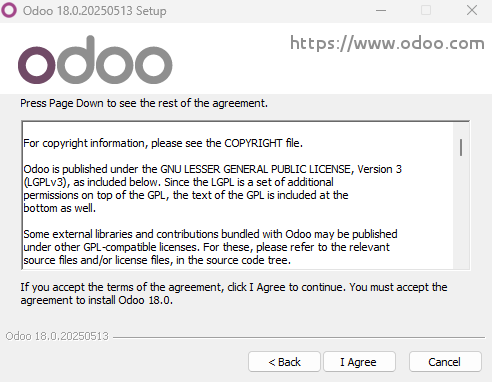 Odoo 18.0.20250513 Setup
odoo
https://www.odoo.com
Press Page Down to see the rest of the agreement.
For copyright information, please see the COPYRIGHT file.
Odoo is published under the GNU LESSER GENERAL PUBLIC LICENSE, Version 3
(LGPLv3), as included below. Since the LGPL is a set of additional
permissions on top of the GPL, the text of the GPL is included at the
bottom as well.
Some external libraries and contributions bundled with Odoo may be published
under other GPL-compatible licenses. For these, please refer to the relevant
source files and/or license files, in the source code tree.
If you accept the terms of the agreement, click I Agree to continue. You must accept the
agreement to install Odoo 18.0.
Odoo 18.0.20250513
< Back
I Agree
Cancel